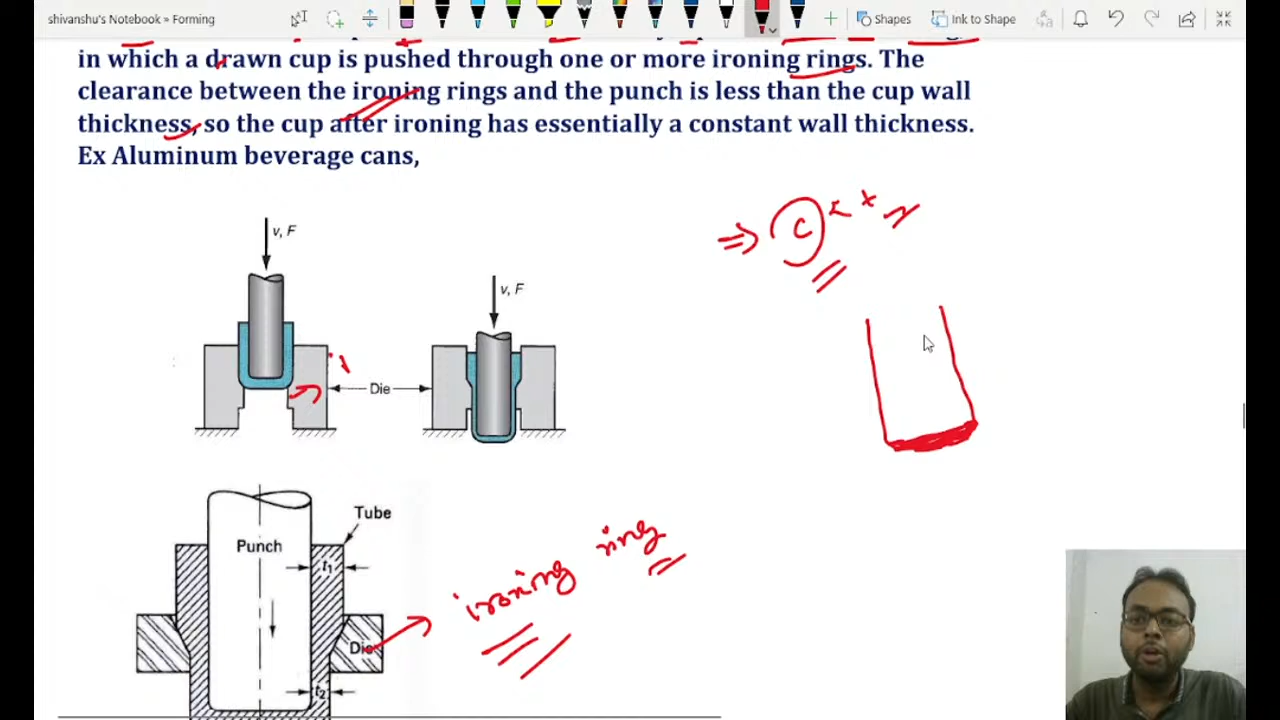 shivanshu's Notebook » Forming
Shapes
Ink to Shape
in which a drawn cup is pushed through one or more ironing rings. The
clearance between the ironing rings and the punch is less than the cup wall
thickness, so the cup after ironing has essentially a constant wall thickness.
Ex Aluminum beverage cans,
v, F
v, F
Die
Tube
Punch
t₁
Die
t₂
ironing ring